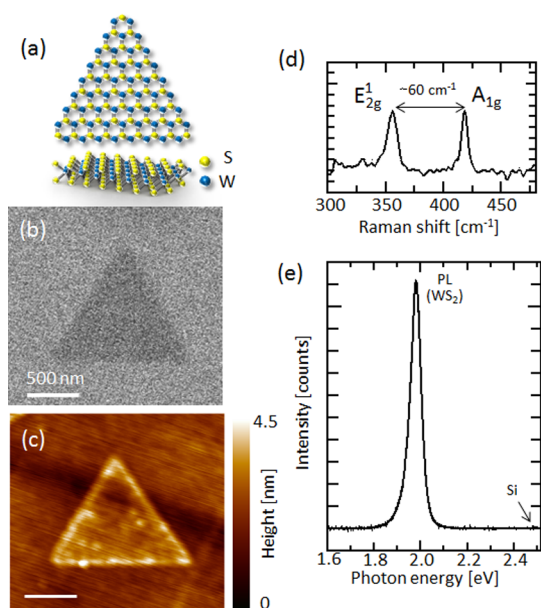 (a)
S
W
(b)
500 nm
(c)
4.5
Height [nm]
0
(d)
E¹₂g
~60 cm⁻¹
A₁g
300 350 400 450
Raman shift [cm⁻¹]
(e)
PL
(WS₂)
Intensity [counts]
Si
1.6 1.8 2.0 2.2 2.4
Photon energy [eV]